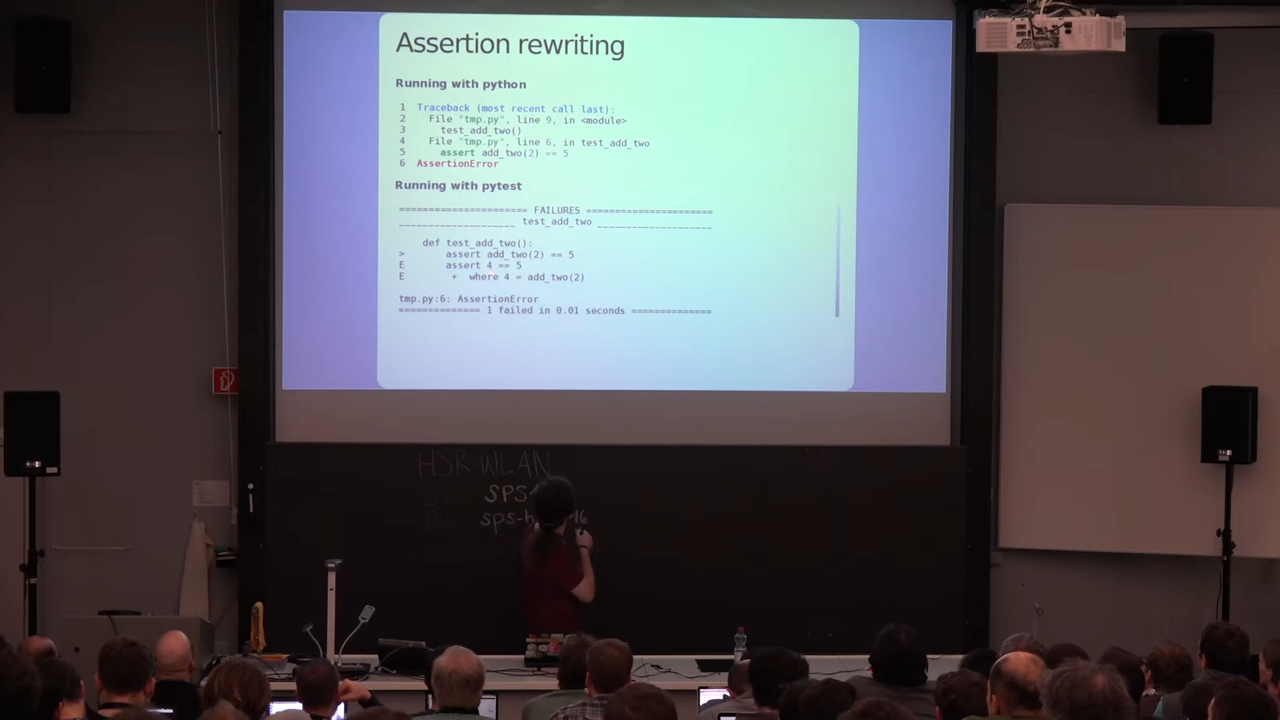 Assertion rewriting
Running with python
1 Traceback (most recent call last):
2   File "tmp.py", line 9, in <module>
3     test_add_two()
4   File "tmp.py", line 6, in test_add_two
5     assert add_two(2) == 5
6 AssertionError
Running with pytest
====================== FAILURES ======================
____________________ test_add_two ____________________
    def test_add_two():
>       assert add_two(2) == 5
E       assert 4 == 5
E        +  where 4 = add_two(2)
tmp.py:6: AssertionError
============== 1 failed in 0.01 seconds ==============
HSR-WLAN